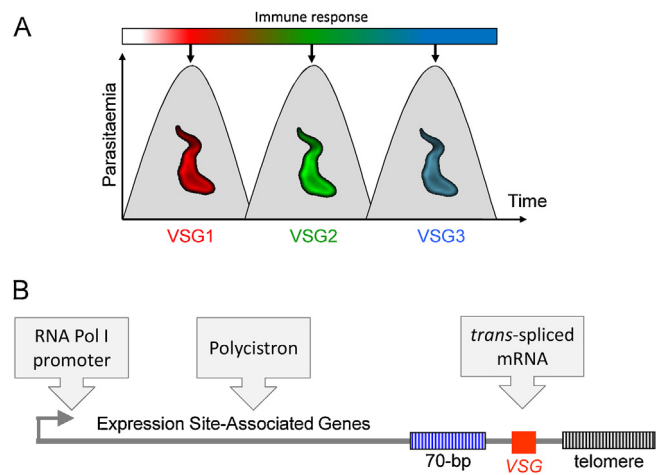 A
Immune response
Parasitaemia
Time
VSG1
VSG2
VSG3
B
RNA Pol I
promoter
Polycistron
trans-spliced
mRNA
Expression Site-Associated Genes
70-bp
VSG
telomere